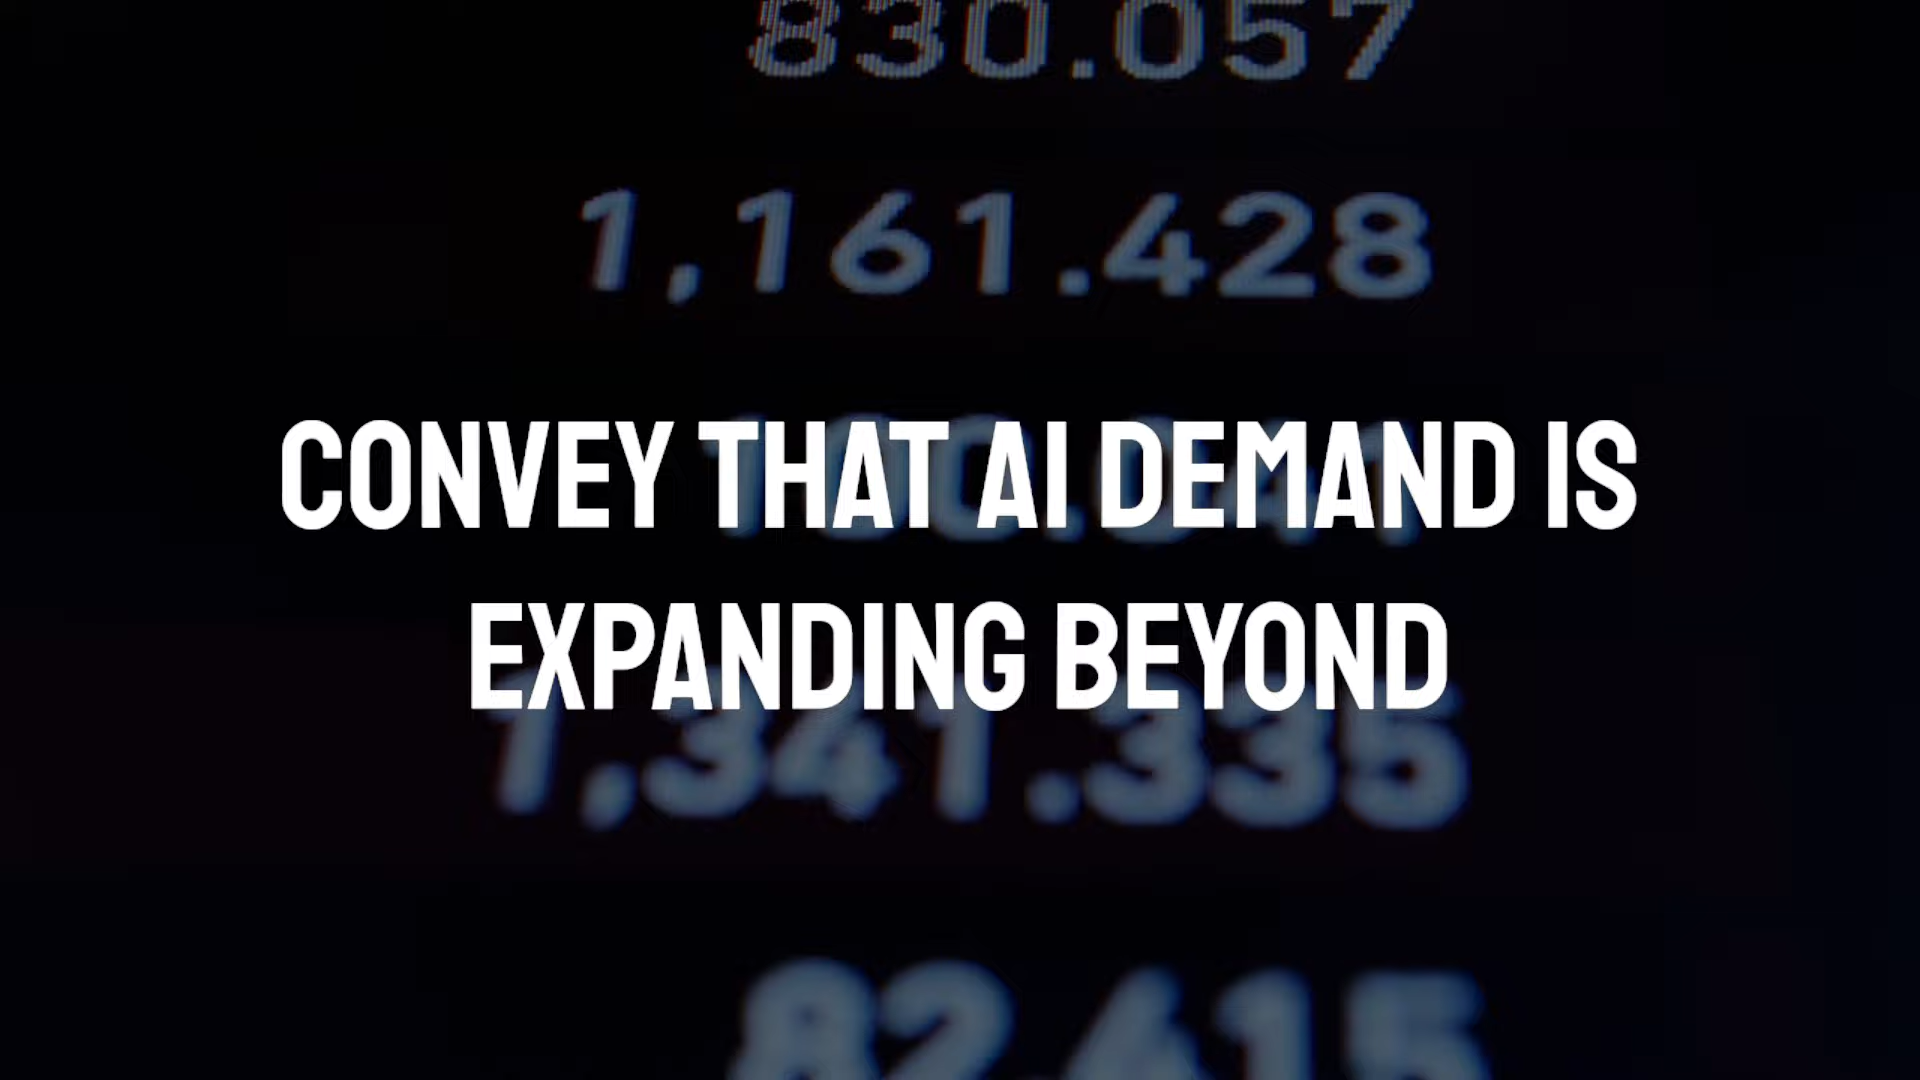 830.057
1,161.428
CONVEY THAT AI DEMAND IS
EXPANDING BEYOND
1,341.335